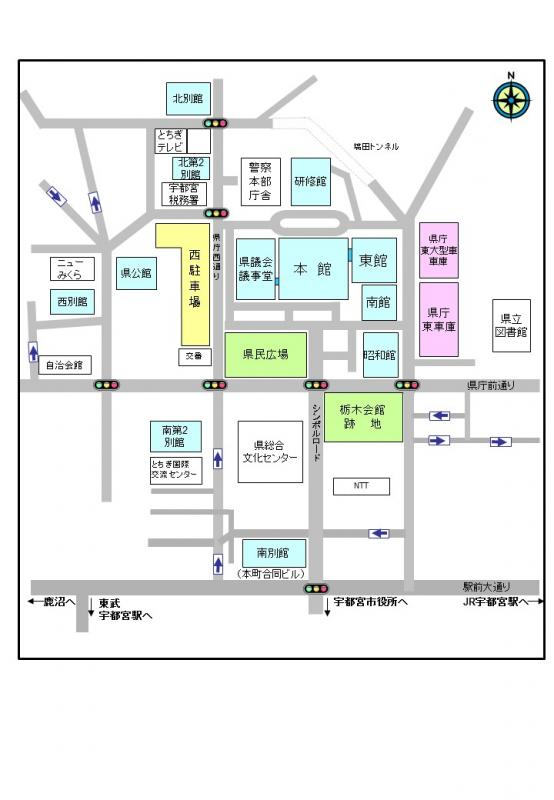 N
北別館
とちぎ
テレビ
塙田トンネル
北第2
別館
警察
本部
庁舎
研修館
宇都宮
税務署
県庁西通り
西駐車場
県議会
議事堂
本館
東館
県庁
東大型車
車庫
ニュー
みくら
県公館
西別館
南館
県庁
東車庫
県立
図書館
交番
県民広場
昭和館
自治会館
県庁前通り
シンボルロード
栃木会館
跡地
南第2
別館
県総合
文化センター
とちぎ国際
交流センター
NTT
南別館
(本町合同ビル)
駅前大通り
鹿沼へ
東武
宇都宮駅へ
宇都宮市役所へ
JR宇都宮駅へ